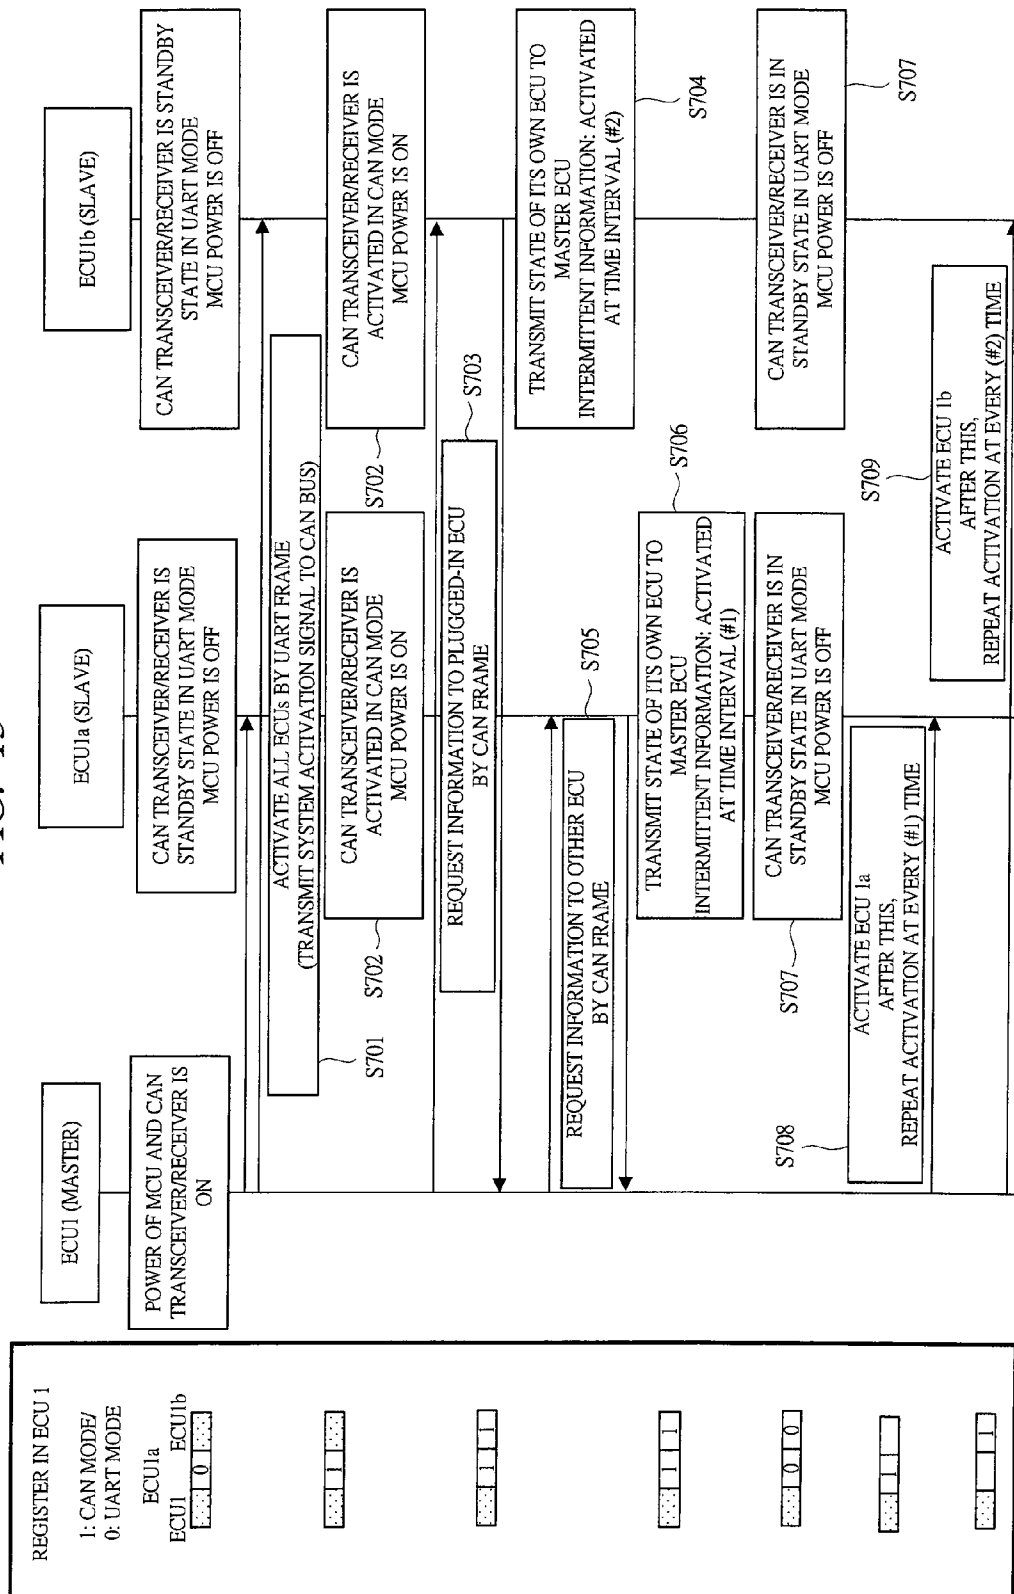 REGISTER IN ECU 1
1: CAN MODE/
0: UART MODE
ECU1a
ECU1 ECU1b
0
1
1 1
1 1
0 0
1
1
ECU1 (MASTER)
POWER OF MCU AND CAN
TRANSCEIVER/RECEIVER IS
ON
ECU1a (SLAVE)
CAN TRANSCEIVER/RECEIVER IS
STANDBY STATE IN UART MODE
MCU POWER IS OFF
ECU1b (SLAVE)
CAN TRANSCEIVER/RECEIVER IS STANDBY
STATE IN UART MODE
MCU POWER IS OFF
ACTIVATE ALL ECUs BY UART FRAME
(TRANSMIT SYSTEM ACTIVATION SIGNAL TO CAN BUS)
S701
CAN TRANSCEIVER/RECEIVER IS
ACTIVATED IN CAN MODE
MCU POWER IS ON
S702
CAN TRANSCEIVER/RECEIVER IS
ACTIVATED IN CAN MODE
MCU POWER IS ON
S702
REQUEST INFORMATION TO PLUGGED-IN ECU
BY CAN FRAME
S703
TRANSMIT STATE OF ITS OWN ECU TO
MASTER ECU
INTERMITTENT INFORMATION: ACTIVATED
AT TIME INTERVAL (#2)
S704
REQUEST INFORMATION TO OTHER ECU
BY CAN FRAME
S705
TRANSMIT STATE OF ITS OWN ECU TO
MASTER ECU
INTERMITTENT INFORMATION: ACTIVATED
AT TIME INTERVAL (#1)
S706
CAN TRANSCEIVER/RECEIVER IS IN
STANDBY STATE IN UART MODE
MCU POWER IS OFF
S707
CAN TRANSCEIVER/RECEIVER IS IN
STANDBY STATE IN UART MODE
MCU POWER IS OFF
S707
ACTIVATE ECU 1a
AFTER THIS,
REPEAT ACTIVATION AT EVERY (#1) TIME
S708
ACTIVATE ECU 1b
AFTER THIS,
REPEAT ACTIVATION AT EVERY (#2) TIME
S709